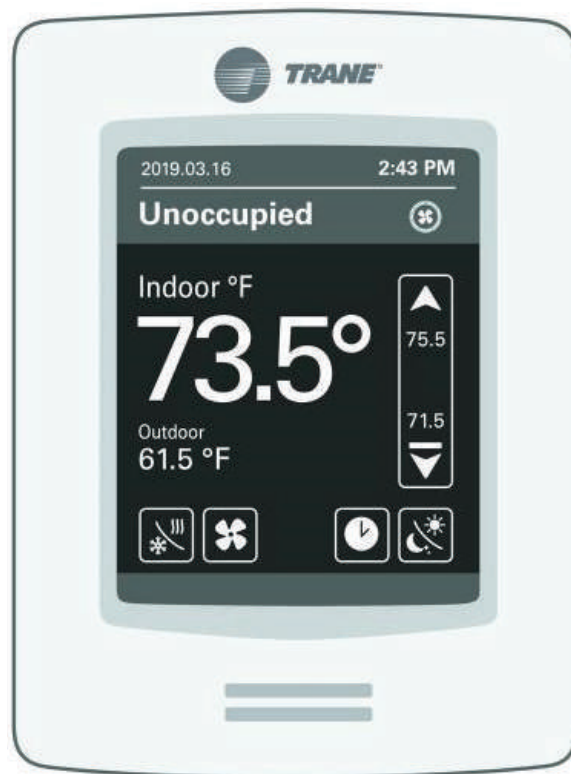 TRANE
2019.03.16 2:43 PM
Unoccupied
Indoor °F
73.5°
75.5
71.5
Outdoor
61.5 °F